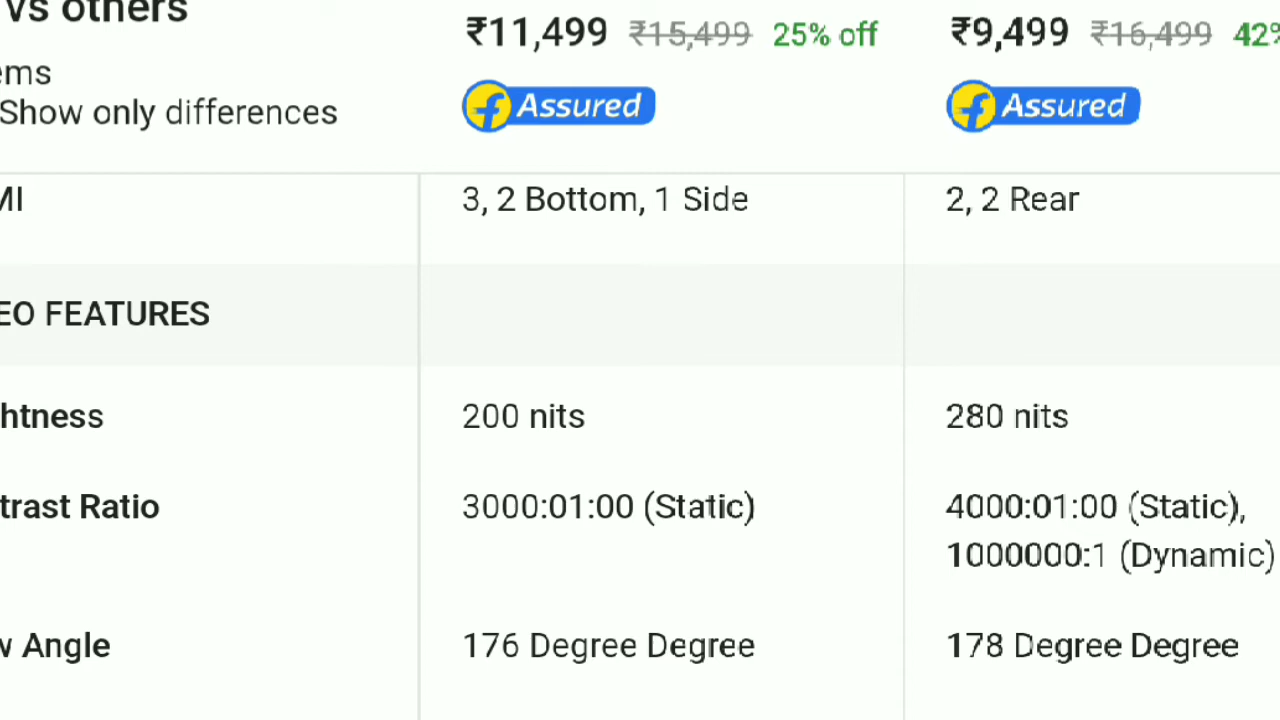 vs others
₹11,499 ₹15,499 25% off
₹9,499 ₹16,499 42%
ems
Show only differences
f Assured
f Assured
MI
3, 2 Bottom, 1 Side
2, 2 Rear
EO FEATURES
htness
200 nits
280 nits
trast Ratio
3000:01:00 (Static)
4000:01:00 (Static),
1000000:1 (Dynamic)
w Angle
176 Degree Degree
178 Degree Degree